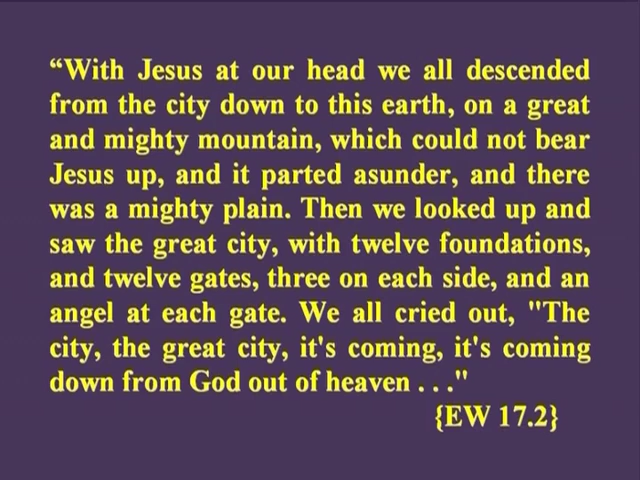 “With Jesus at our head we all descended
from the city down to this earth, on a great
and mighty mountain, which could not bear
Jesus up, and it parted asunder, and there
was a mighty plain. Then we looked up and
saw the great city, with twelve foundations,
and twelve gates, three on each side, and an
angel at each gate. We all cried out, "The
city, the great city, it's coming, it's coming
down from God out of heaven . . ."
{EW 17.2}